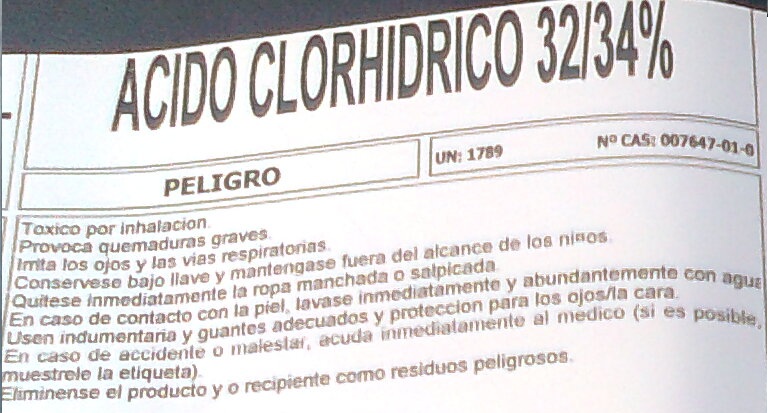 ACIDO CLORHIDRICO 32/34%
PELIGRO
UN: 1789
Nº CAS: 007647-01-0
Toxico por inhalacion.
Provoca quemaduras graves.
Irrita los ojos y las vias respiratorias.
Conservese bajo llave y mantengase fuera del alcance de los niños.
Quitese inmediatamente la ropa manchada o salpicada
En caso de contacto con la piel, lavase inmediatamente y abundantemente con agua
Usen indumentaria y guantes adecuados y proteccion para los ojos/la cara.
En caso de accidente o malestar, acuda inmediatamente al medico (si es posible,
muestrele la etiqueta).
Eliminense el producto y o recipiente como residuos peligrosos.